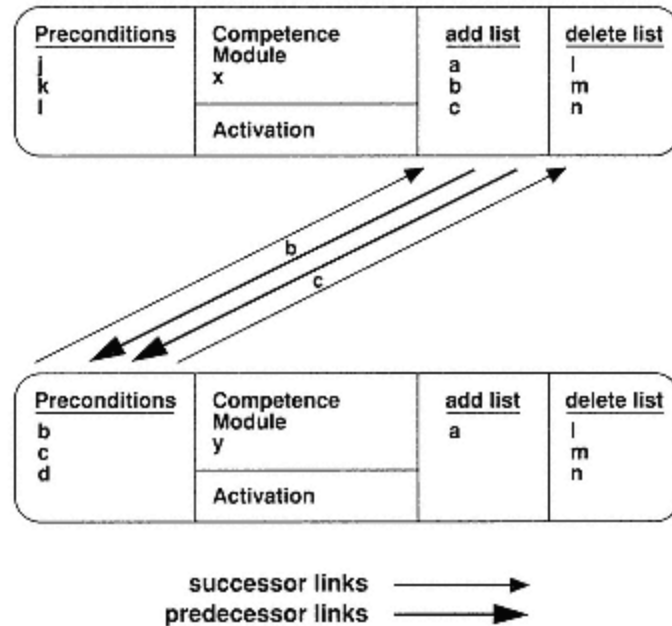 Preconditions
j
k
l
Competence
Module
x
Activation
add list
a
b
c
delete list
l
m
n
b
c
Preconditions
b
c
d
Competence
Module
y
Activation
add list
a
delete list
l
m
n
successor links
predecessor links